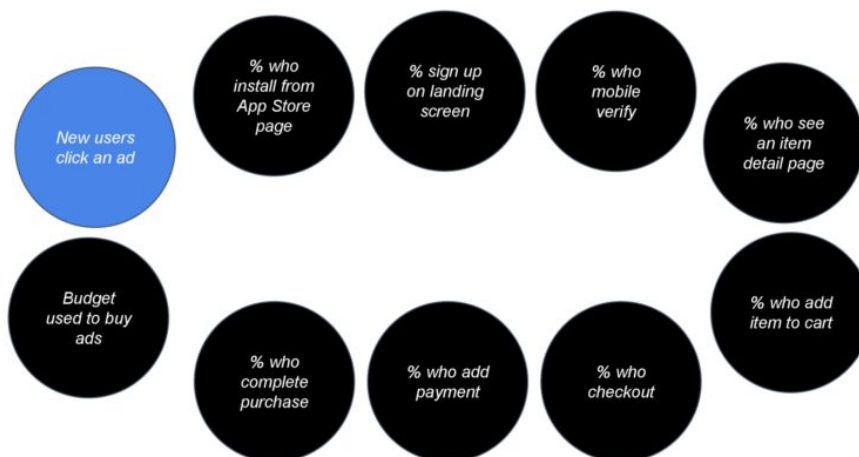 New users
click an ad
% who
install from
App Store
page
% sign up
on landing
screen
% who
mobile
verify
% who see
an item
detail page
% who add
item to cart
% who
checkout
% who add
payment
% who
complete
purchase
Budget
used to buy
ads